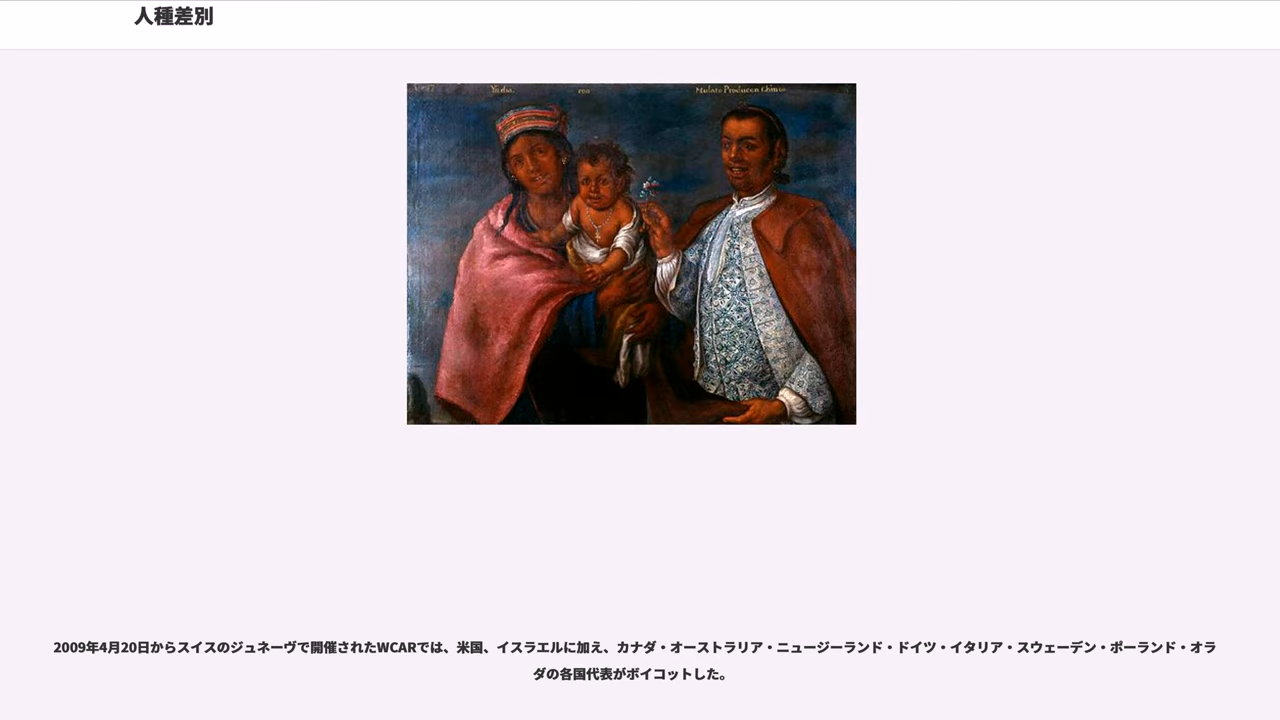 人種差別
Yndia. con Mulato Producen Chinos
2009年4月20日からスイスのジュネーヴで開催されたWCARでは、米国、イスラエルに加え、カナダ・オーストラリア・ニュージーランド・ドイツ・イタリア・スウェーデン・ポーランド・オラ
ダの各国代表がボイコットした。